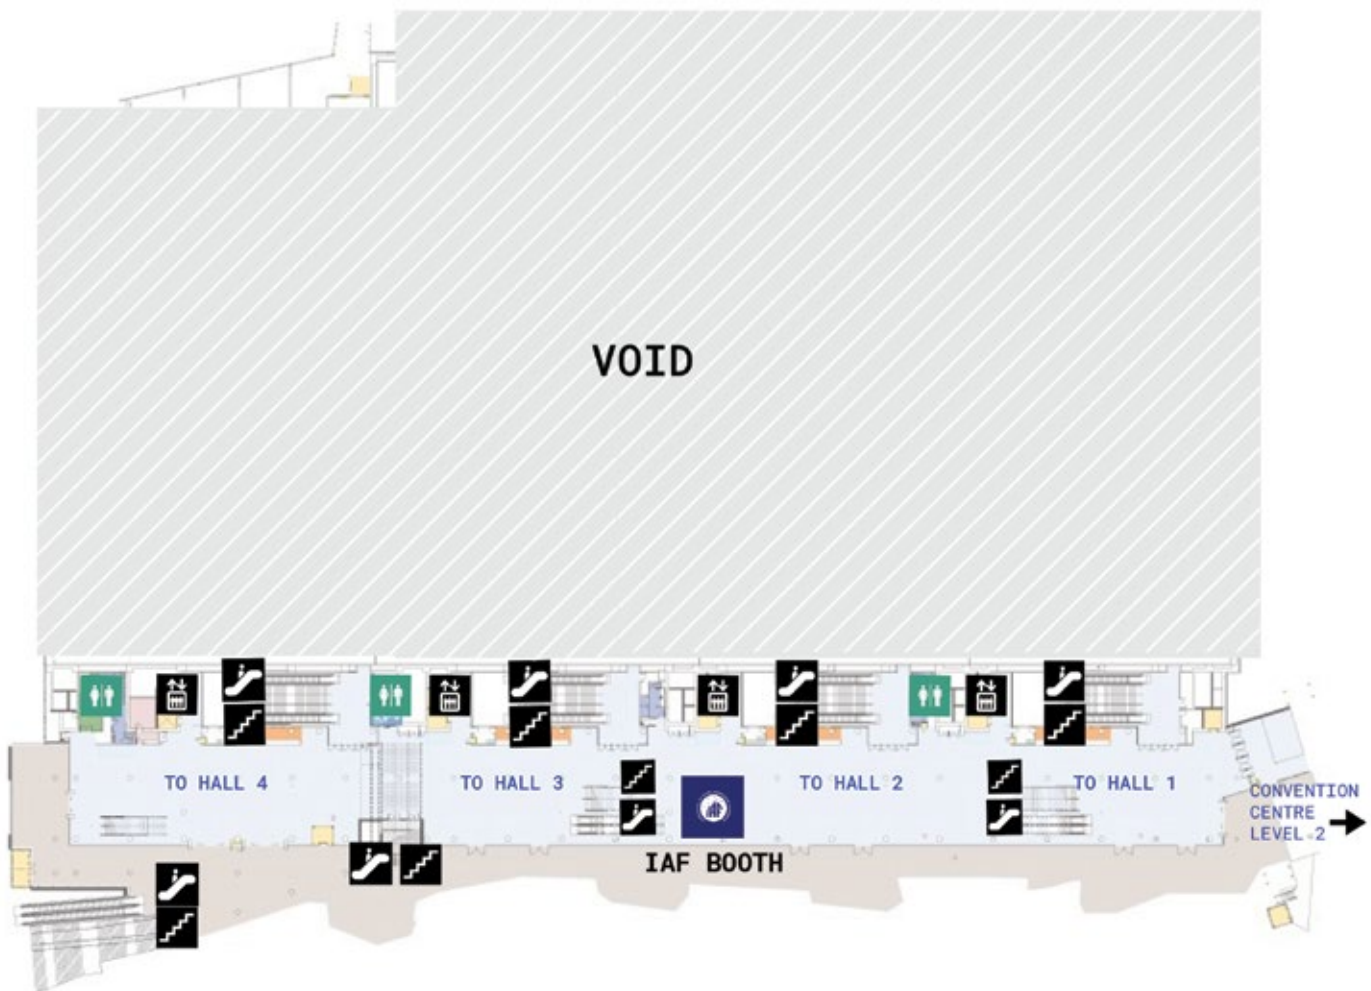 VOID
TO HALL 4
TO HALL 3
TO HALL 2
TO HALL 1
CONVENTION
CENTRE
LEVEL 2
IAF BOOTH